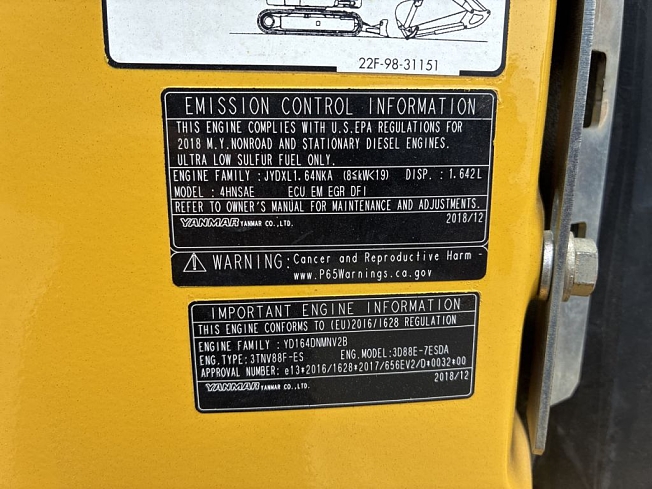 22F-98-31151
EMISSION CONTROL INFORMATION
THIS ENGINE COMPLIES WITH U.S.EPA REGULATIONS FOR
2018 M.Y.NONROAD AND STATIONARY DIESEL ENGINES.
ULTRA LOW SULFUR FUEL ONLY.
ENGINE FAMILY : JYDXL1.64NKA (8≤kW<19) DISP. : 1.642L
MODEL : 4HNSAE ECU EM EGR DFI
REFER TO OWNER'S MANUAL FOR MAINTENANCE AND ADJUSTMENTS.
YANMAR YANMAR CO.,LTD. 2018/12
WARNING: Cancer and Reproductive Harm -
www.P65Warnings.ca.gov
IMPORTANT ENGINE INFORMATION
THIS ENGINE CONFORMS TO (EU)2016/1628 REGULATION
ENGINE FAMILY : YD164DNMNV2B
ENG.TYPE: 3TNV88F-ES ENG.MODEL: 3D88E-7ESDA
APPROVAL NUMBER: e13*2016/1628*2017/656EV2/D*0032*00
YANMAR YANMAR CO.,LTD. 2018/12